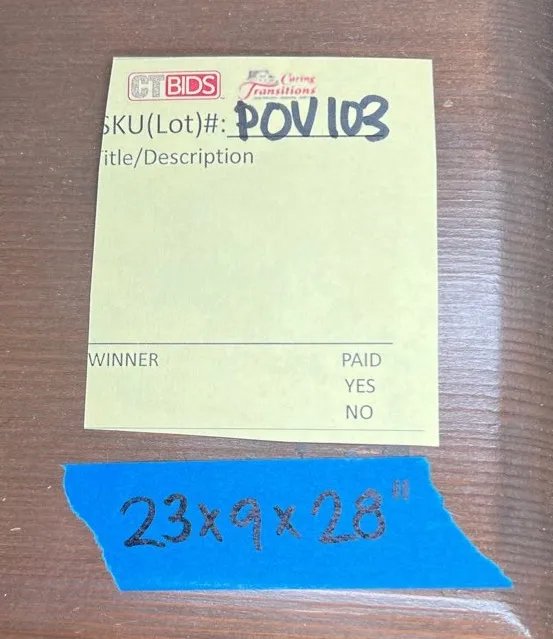 CTBIDS
Caring
Transitions
SKU(Lot)#: POV103
Title/Description
WINNER PAID
YES
NO
23x9x28"